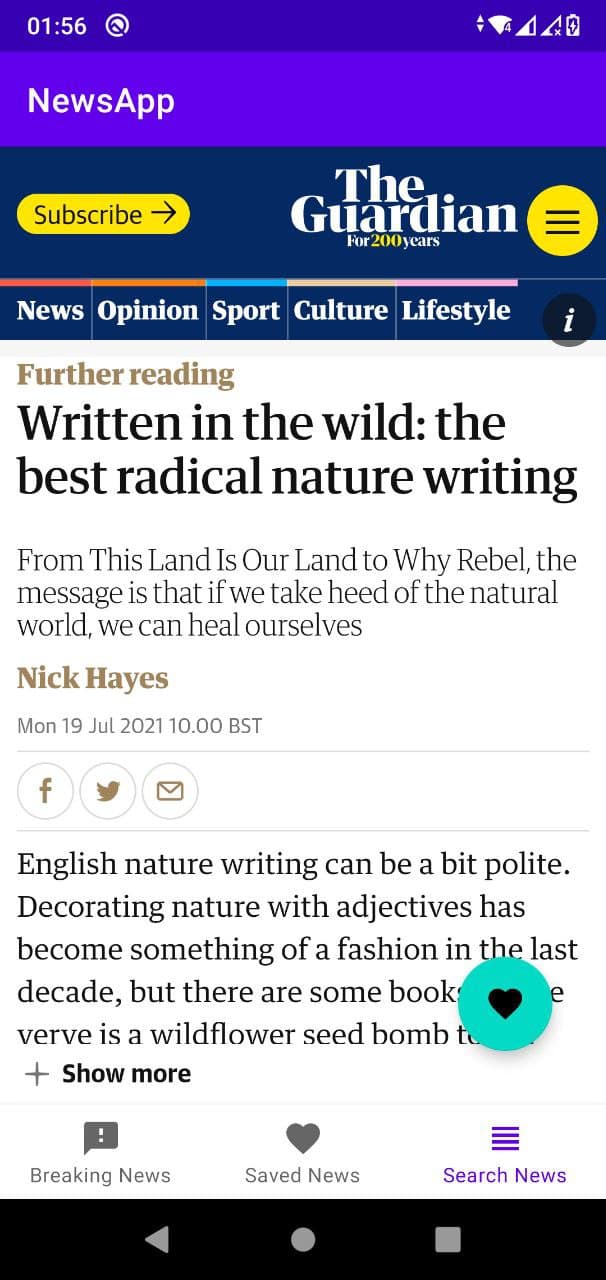 01:56
4
NewsApp
Subscribe
The
Guardian
For 200 years
News Opinion Sport Culture Lifestyle
i
Further reading
Written in the wild: the
best radical nature writing
From This Land Is Our Land to Why Rebel, the
message is that if we take heed of the natural
world, we can heal ourselves
Nick Hayes
Mon 19 Jul 2021 10.00 BST
English nature writing can be a bit polite.
Decorating nature with adjectives has
become something of a fashion in the last
decade, but there are some
verve is a wildflower seed bomb
Show more
Breaking News Saved News Search News